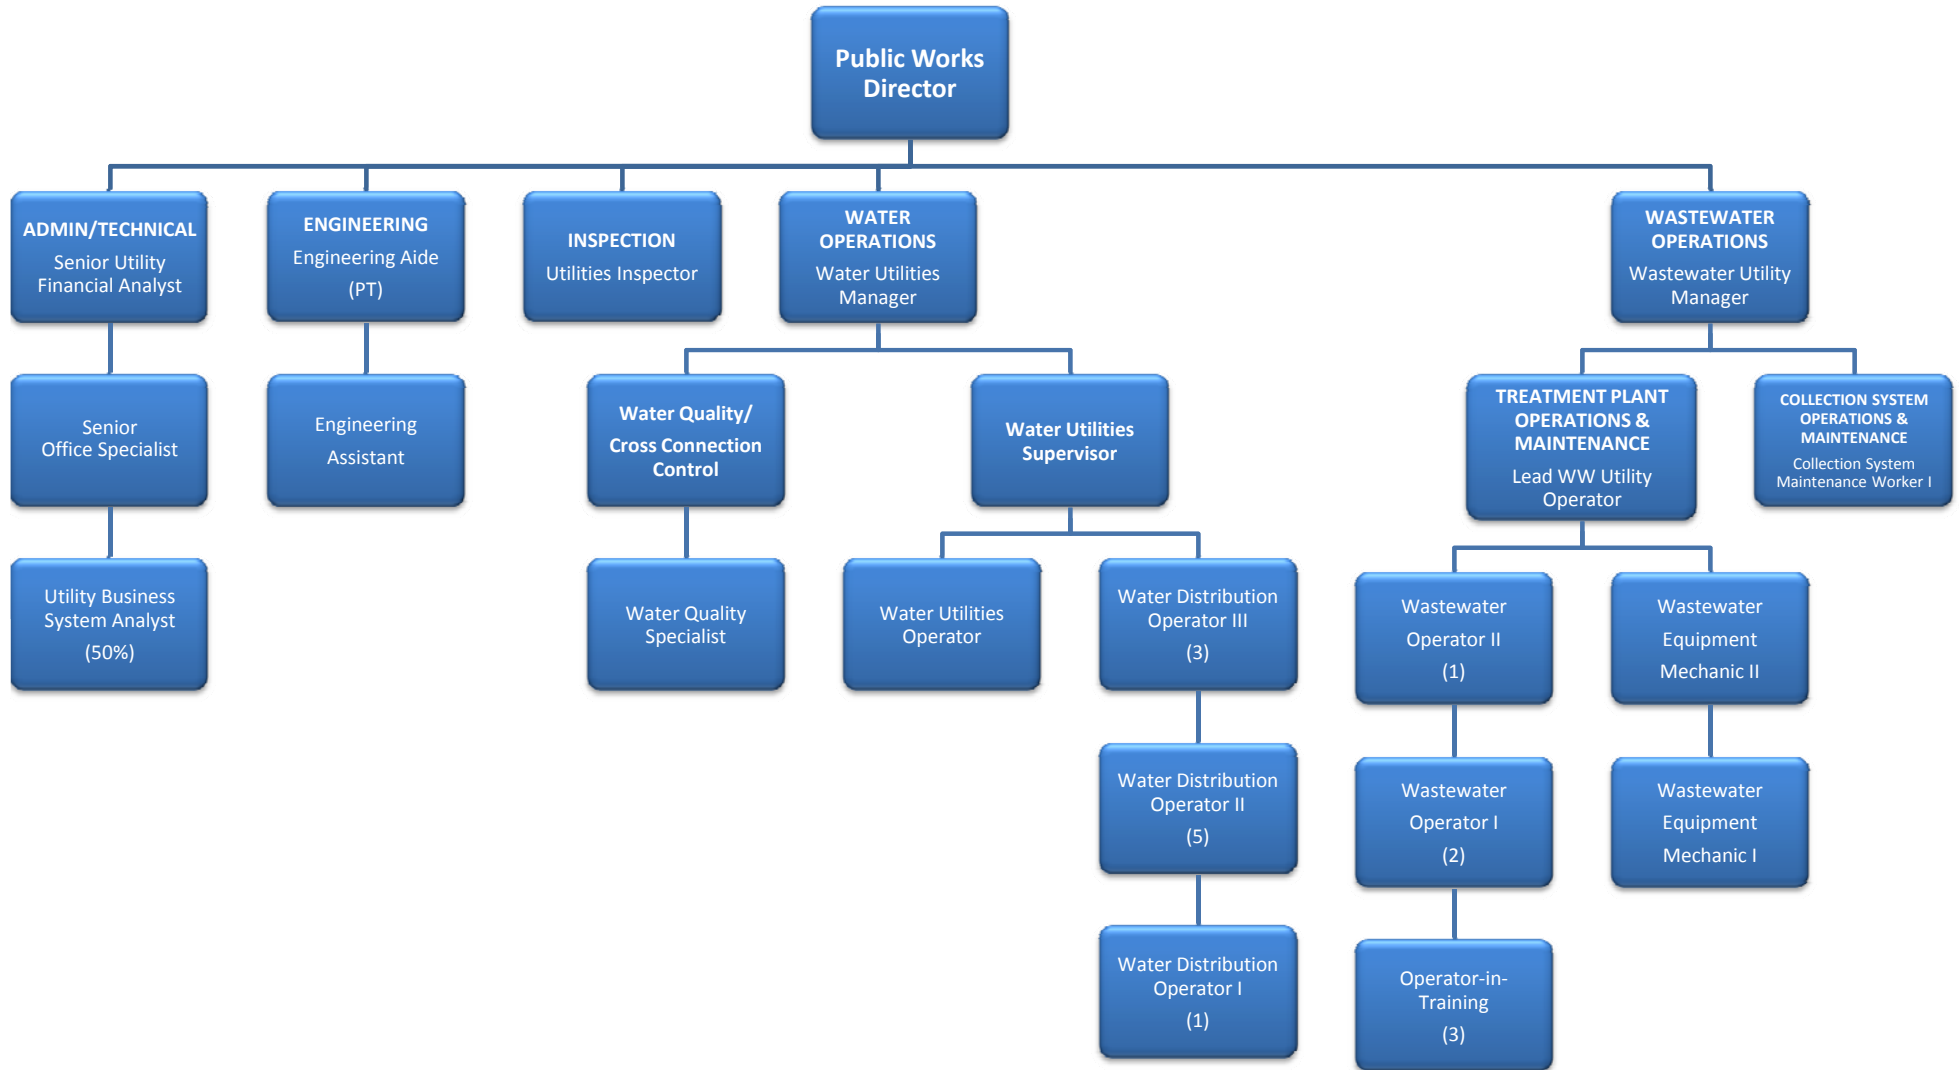 Public Works
Director
ADMIN/TECHNICAL
Senior Utility
Financial Analyst
ENGINEERING
Engineering Aide
(PT)
INSPECTION
Utilities Inspector
WATER
OPERATIONS
Water Utilities
Manager
WASTEWATER
OPERATIONS
Wastewater Utility
Manager
Senior
Office Specialist
Engineering
Assistant
Water Quality/
Cross Connection
Control
Water Utilities
Supervisor
TREATMENT PLANT
OPERATIONS &
MAINTENANCE
Lead WW Utility
Operator
COLLECTION SYSTEM
OPERATIONS &
MAINTENANCE
Collection System
Maintenance Worker I
Utility Business
System Analyst
(50%)
Water Quality
Specialist
Water Utilities
Operator
Water Distribution
Operator III
(3)
Wastewater
Operator II
(1)
Wastewater
Equipment
Mechanic II
Water Distribution
Operator II
(5)
Wastewater
Operator I
(2)
Wastewater
Equipment
Mechanic I
Water Distribution
Operator I
(1)
Operator-in-
Training
(3)